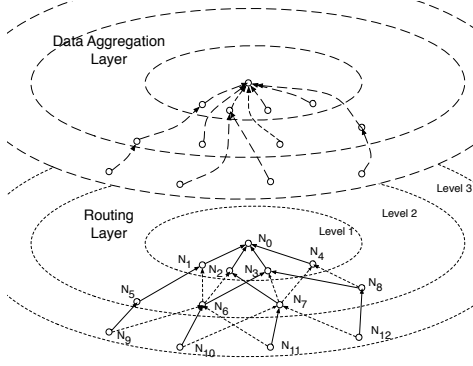 Data Aggregation
Layer
Level 3
Level 2
Routing
Layer
Level 1
N0
N1
N2
N3
N4
N5
N6
N7
N8
N9
N10
N11
N12